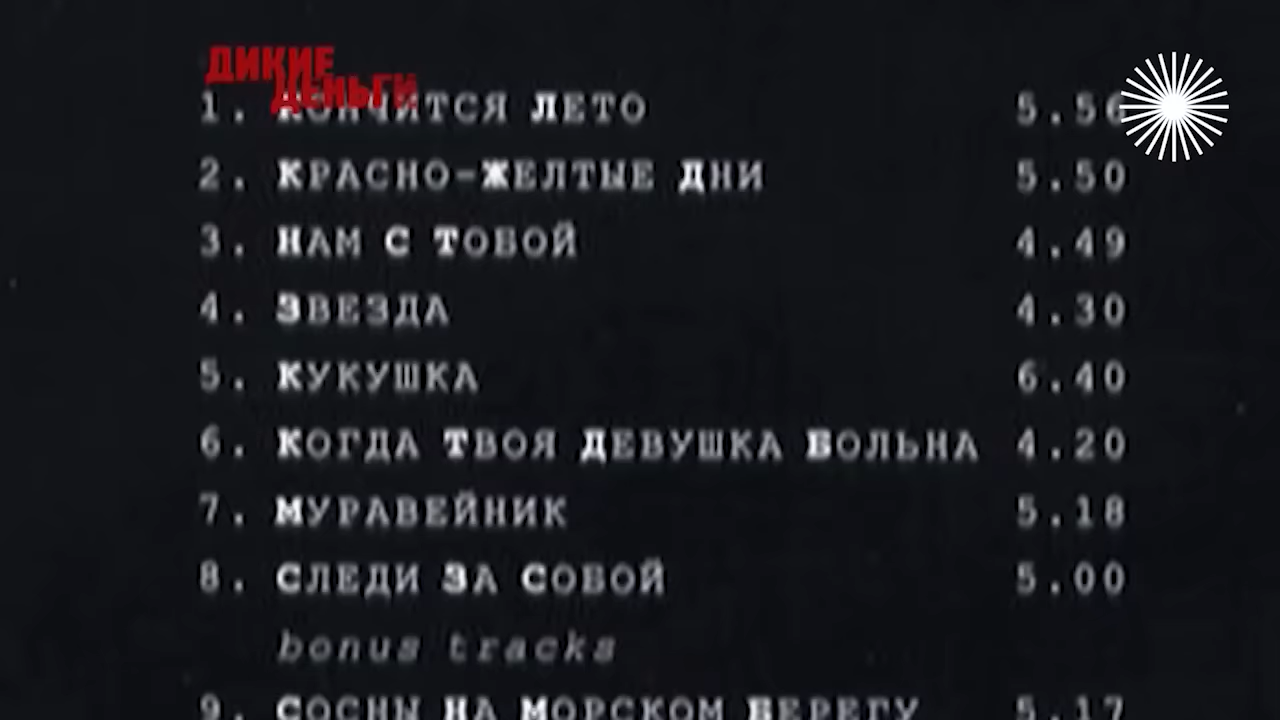 ДИКИЕ
ДЕНЬГИ
1. КОНЧИТСЯ ЛЕТО 5.56
2. КРАСНО-ЖЕЛТЫЕ ДНИ 5.50
3. НАМ С ТОБОЙ 4.49
4. ЗВЕЗДА 4.30
5. КУКУШКА 6.40
6. КОГДА ТВОЯ ДЕВУШКА БОЛЬНА 4.20
7. МУРАВЕЙНИК 5.18
8. СЛЕДИ ЗА СОБОЙ 5.00
bonus tracks
9. СОСНЫ НА МОРСКОМ БЕРЕГУ 5.17